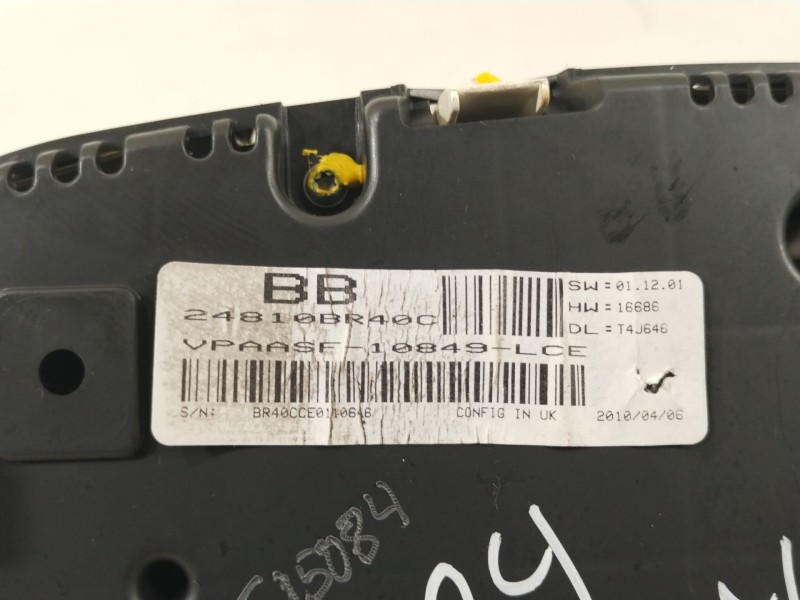 BB
24810BR40C
VPAASF-10849-LCE
S/N: BR40CCE0110646 CONFIG IN UK
SW: 01.12.01
HW: 16686
DL: T4J646
2010/04/06
15084